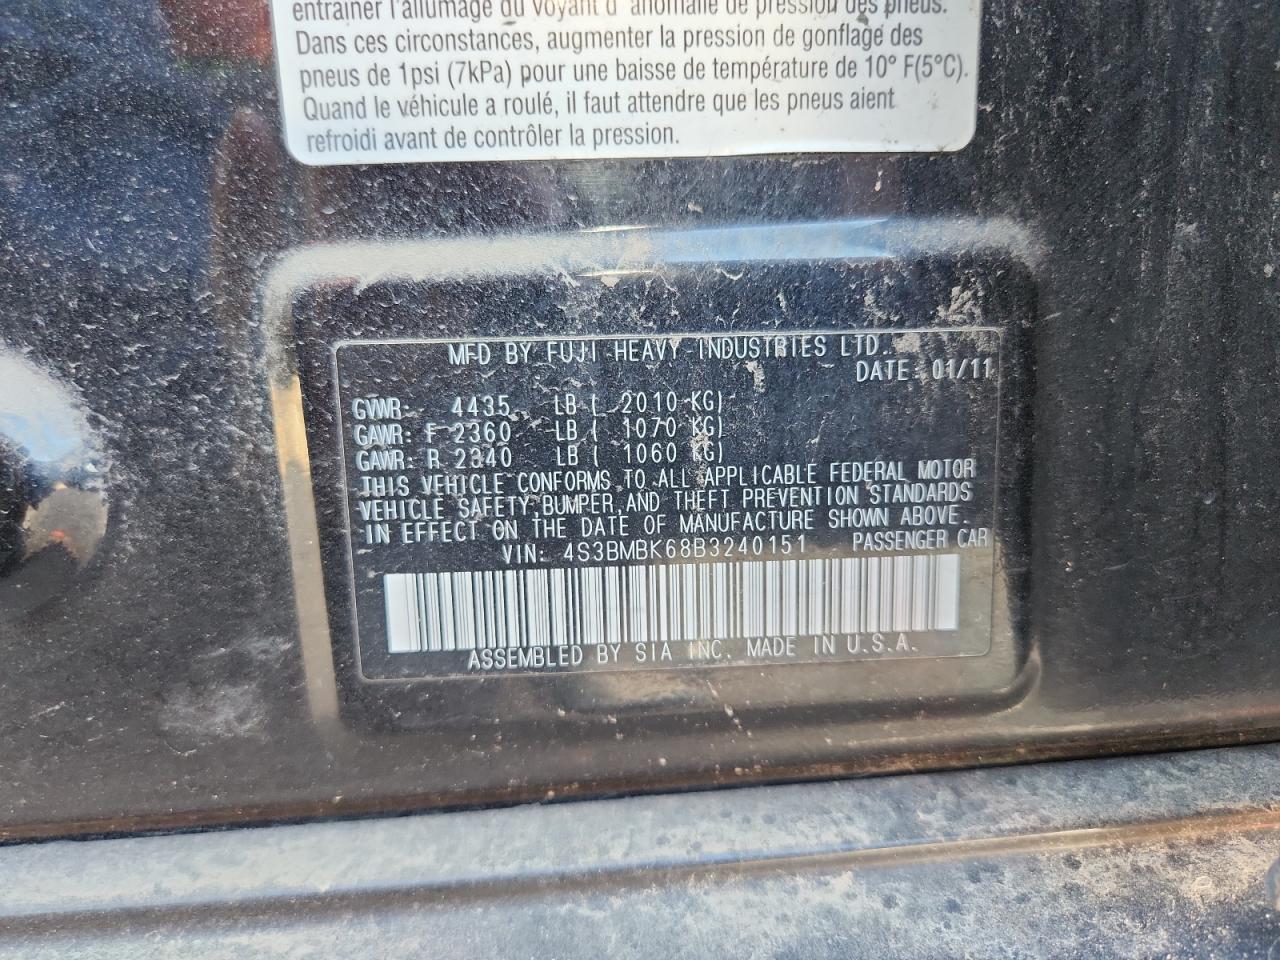 entraîner l'allumage du voyant d'anomalie de pression des pneus.
Dans ces circonstances, augmenter la pression de gonflage des
pneus de 1psi (7kPa) pour une baisse de température de 10° F(5°C).
Quand le véhicule a roulé, il faut attendre que les pneus aient
refroidi avant de contrôler la pression.
MFD BY FUJI HEAVY INDUSTRIES LTD.
DATE: 01/11
GVWR: 4435 LB ( 2010 KG)
GAWR: F 2360 LB ( 1070 KG)
GAWR: R 2340 LB ( 1060 KG)
THIS VEHICLE CONFORMS TO ALL APPLICABLE FEDERAL MOTOR
VEHICLE SAFETY,BUMPER,AND THEFT PREVENTION STANDARDS
IN EFFECT ON THE DATE OF MANUFACTURE SHOWN ABOVE.
VIN: 4S3BMBK68B3240151 PASSENGER CAR
ASSEMBLED BY SIA INC. MADE IN U.S.A.